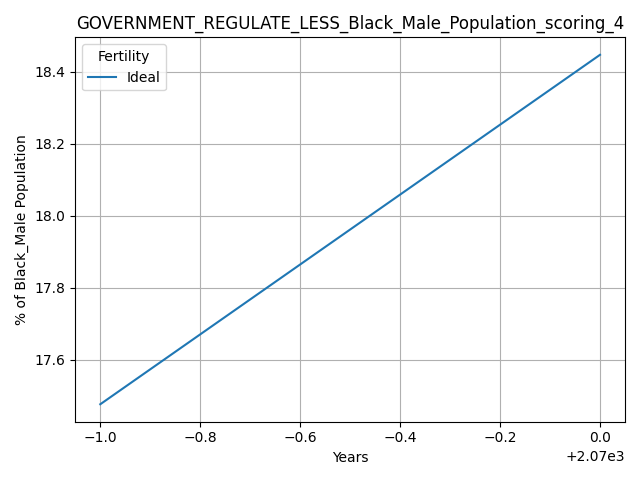 GOVERNMENT_REGULATE_LESS_Black_Male_Population_scoring_4
Fertility
Ideal
% of Black_Male Population
18.4
18.2
18.0
17.8
17.6
−1.0 −0.8 −0.6 −0.4 −0.2 0.0
+2.07e3
Years